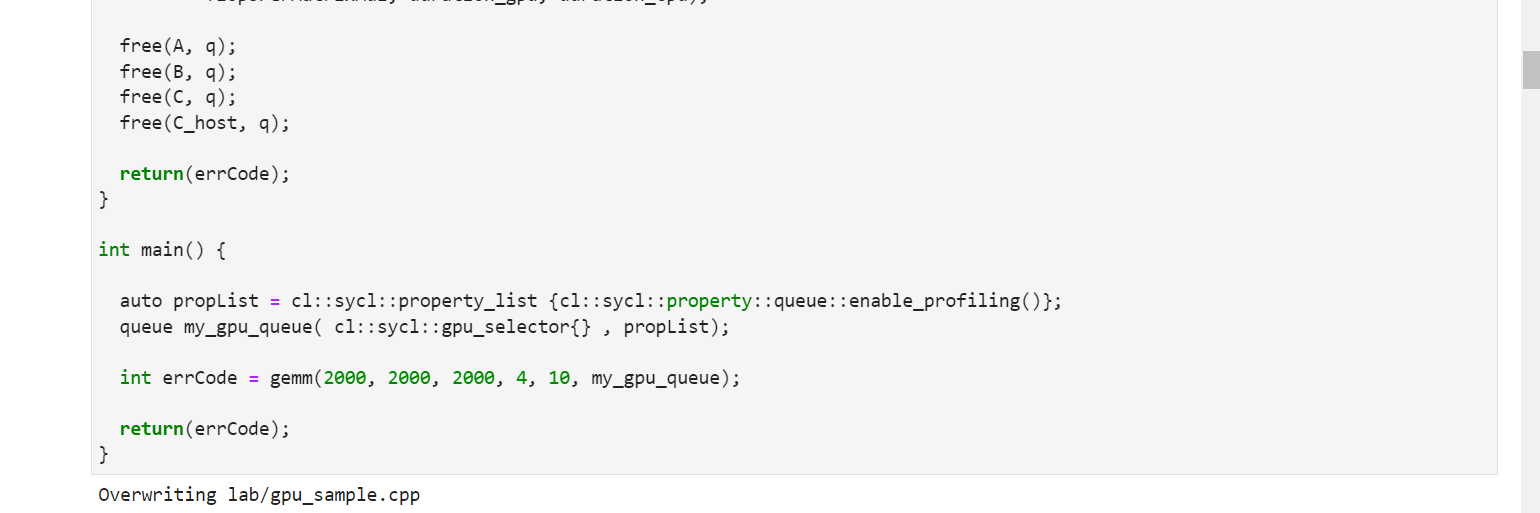 free(A, q);
free(B, q);
free(C, q);
free(C_host, q);
return(errCode);
}
int main() {
auto propList = cl::sycl::property_list {cl::sycl::property::queue::enable_profiling()};
queue my_gpu_queue( cl::sycl::gpu_selector{} , propList);
int errCode = gemm(2000, 2000, 2000, 4, 10, my_gpu_queue);
return(errCode);
}
Overwriting lab/gpu_sample.cpp